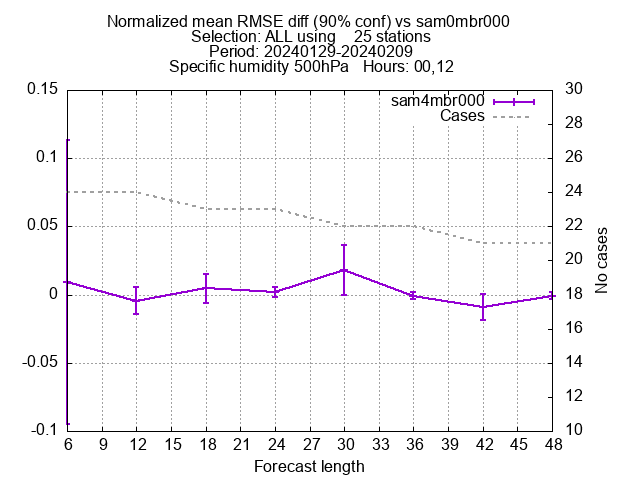 Normalized mean RMSE diff (90% conf) vs sam0mbr000
Selection: ALL using    25 stations
Period: 20240129-20240209
Specific humidity 500hPa   Hours: 00,12
sam4mbr000
Cases
0.15
0.1
0.05
0
-0.05
-0.1
30
28
26
24
22
20
18
16
14
12
10
No cases
6 9 12 15 18 21 24 27 30 33 36 39 42 45 48
Forecast length